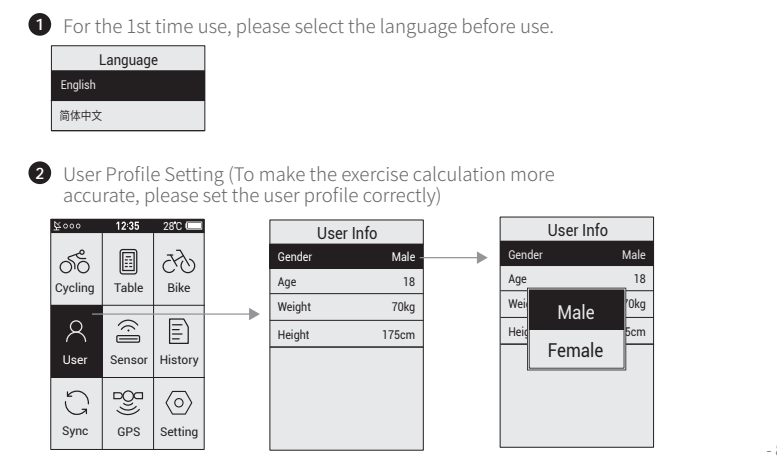 1 For the 1st time use, please select the language before use.
Language
English
简体中文
2 User Profile Setting (To make the exercise calculation more
accurate, please set the user profile correctly)
12:35 28℃
Cycling Table Bike
User Sensor History
Sync GPS Setting
User Info
Gender Male
Age 18
Weight 70kg
Height 175cm
User Info
Gender Male
Age 18
Male
Female